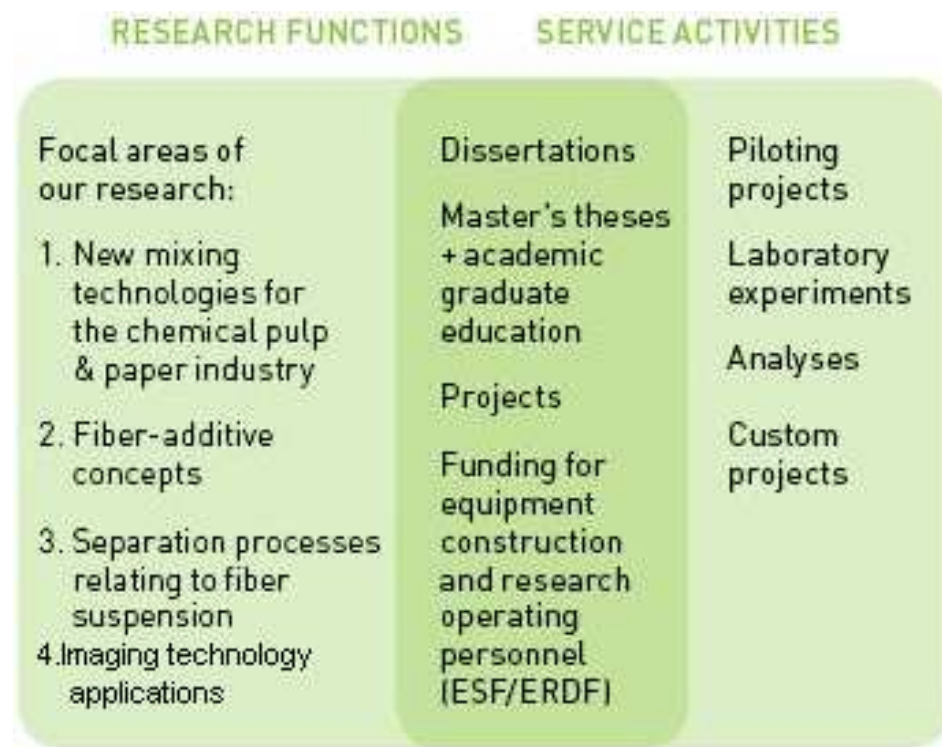 RESEARCH FUNCTIONS
SERVICE ACTIVITIES
Focal areas of
our research:
1. New mixing
technologies for
the chemical pulp
& paper industry
2. Fiber-additive
concepts
3. Separation processes
relating to fiber
suspension
4.Imaging technology
applications
Dissertations
Master's theses
+ academic
graduate
education
Projects
Funding for
equipment
construction
and research
operating
personnel
(ESF/ERDF)
Piloting
projects
Laboratory
experiments
Analyses
Custom
projects